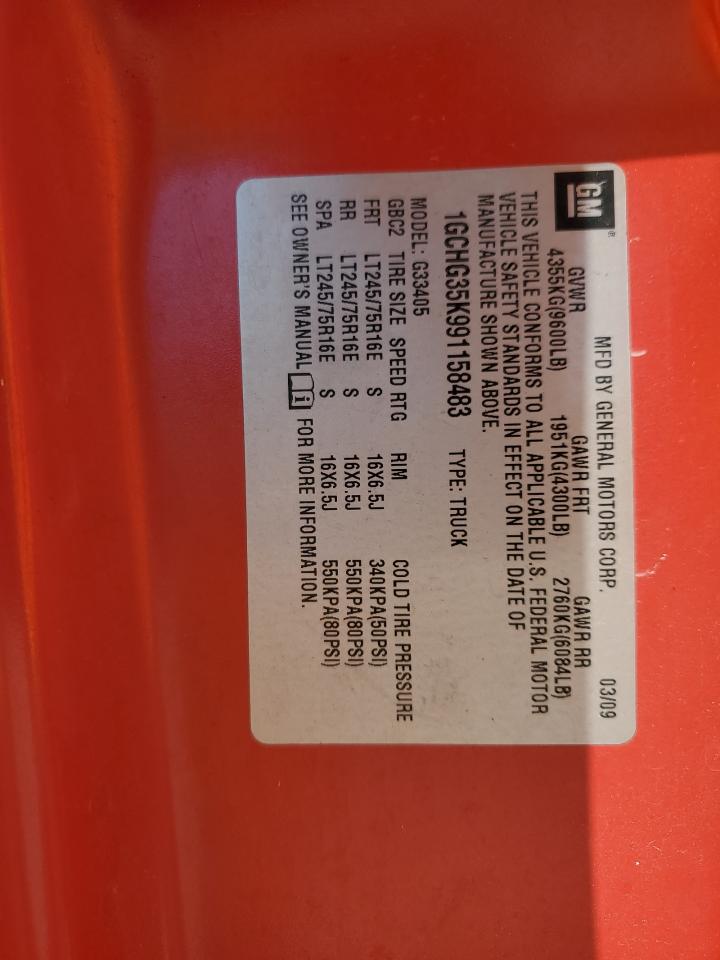 GM®
MFD BY GENERAL MOTORS CORP. 03/09
GVWR GAWR FRT GAWR RR
4355KG(9600LB) 1951KG(4300LB) 2760KG(6084LB)
THIS VEHICLE CONFORMS TO ALL APPLICABLE U.S. FEDERAL MOTOR
VEHICLE SAFETY STANDARDS IN EFFECT ON THE DATE OF
MANUFACTURE SHOWN ABOVE.
1GCHG35K991158483 TYPE: TRUCK
MODEL: G33405
GBC2 TIRE SIZE SPEED RTG RIM COLD TIRE PRESSURE
FRT LT245/75R16E S 16X6.5J 340KPA(50PSI)
RR LT245/75R16E S 16X6.5J 550KPA(80PSI)
SPA LT245/75R16E S 16X6.5J 550KPA(80PSI)
SEE OWNER'S MANUAL i FOR MORE INFORMATION.